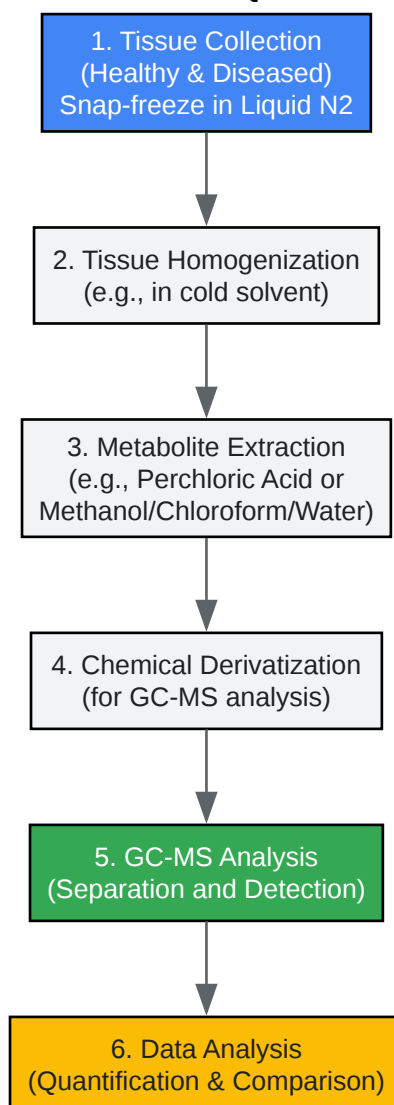 1. Tissue Collection
(Healthy & Diseased)
Snap-freeze in Liquid N2
2. Tissue Homogenization
(e.g., in cold solvent)
3. Metabolite Extraction
(e.g., Perchloric Acid or
Methanol/Chloroform/Water)
4. Chemical Derivatization
(for GC-MS analysis)
5. GC-MS Analysis
(Separation and Detection)
6. Data Analysis
(Quantification & Comparison)